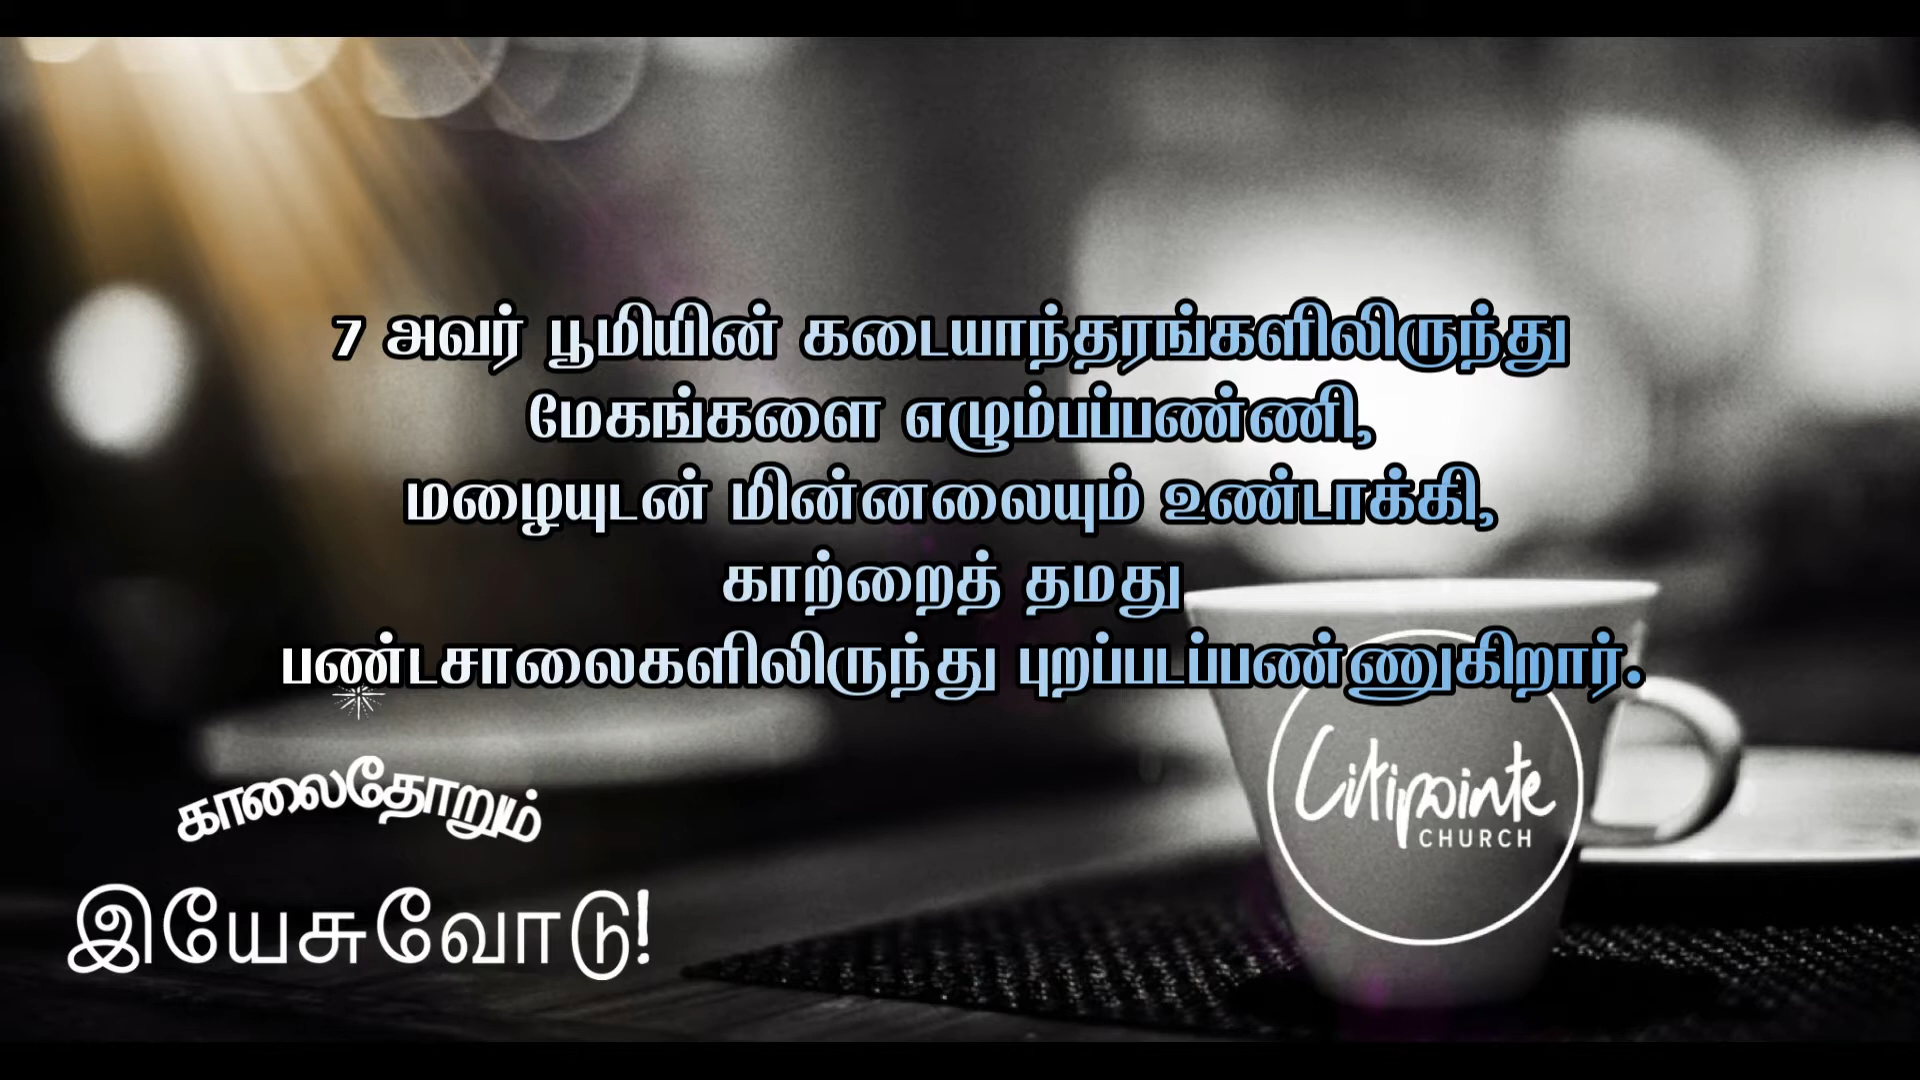 7 அவர் பூமியின் கடையாந்தரங்களிலிருந்து
மேகங்களை எழும்பப்பண்ணி,
மழையுடன் மின்னலையும் உண்டாக்கி,
காற்றைத் தமது
பண்டசாலைகளிலிருந்து புறப்படப்பண்ணுகிறார்.
காலைதோறும்
இயேசுவோடு!
Citipointe
CHURCH